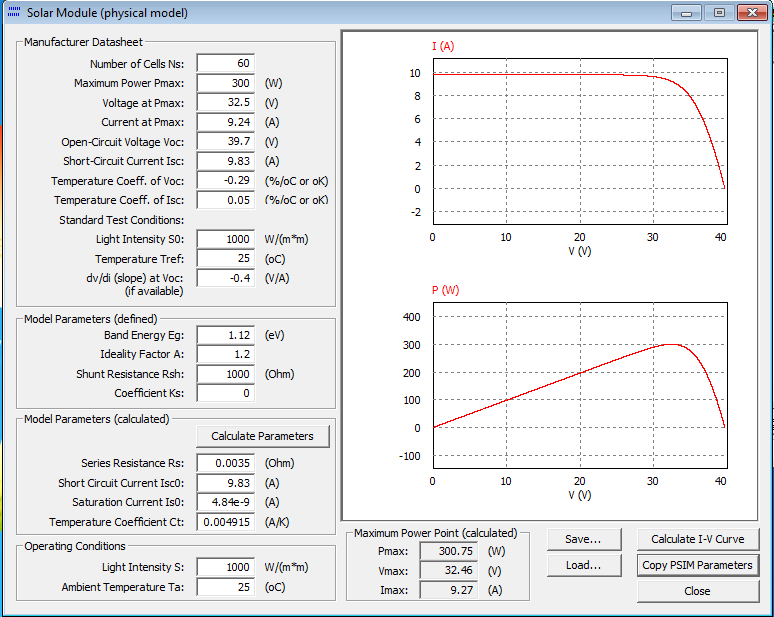 Solar Module (physical model)
Manufacturer Datasheet
Number of Cells Ns: 60
Maximum Power Pmax: 300 (W)
Voltage at Pmax: 32.5 (V)
Current at Pmax: 9.24 (A)
Open-Circuit Voltage Voc: 39.7 (V)
Short-Circuit Current Isc: 9.83 (A)
Temperature Coeff. of Voc: -0.29 (%/oC or oK)
Temperature Coeff. of Isc: 0.05 (%/oC or oK)
Standard Test Conditions:
Light Intensity S0: 1000 W/(m*m)
Temperature Tref: 25 (oC)
dv/di (slope) at Voc: -0.4 (V/A)
(if available)
Model Parameters (defined)
Band Energy Eg: 1.12 (eV)
Ideality Factor A: 1.2
Shunt Resistance Rsh: 1000 (Ohm)
Coefficient Ks: 0
Model Parameters (calculated)
Calculate Parameters
Series Resistance Rs: 0.0035 (Ohm)
Short Circuit Current Isc0: 9.83 (A)
Saturation Current Is0: 4.84e-9 (A)
Temperature Coefficient Ct: 0.004915 (A/K)
Operating Conditions
Light Intensity S: 1000 W/(m*m)
Ambient Temperature Ta: 25 (oC)
I (A)
10
8
6
4
2
0
-2
0 10 20 30 40
V (V)
P (W)
400
300
200
100
0
-100
0 10 20 30 40
V (V)
Maximum Power Point (calculated)
Pmax: 300.75 (W)
Vmax: 32.46 (V)
Imax: 9.27 (A)
Save...
Load...
Calculate I-V Curve
Copy PSIM Parameters
Close